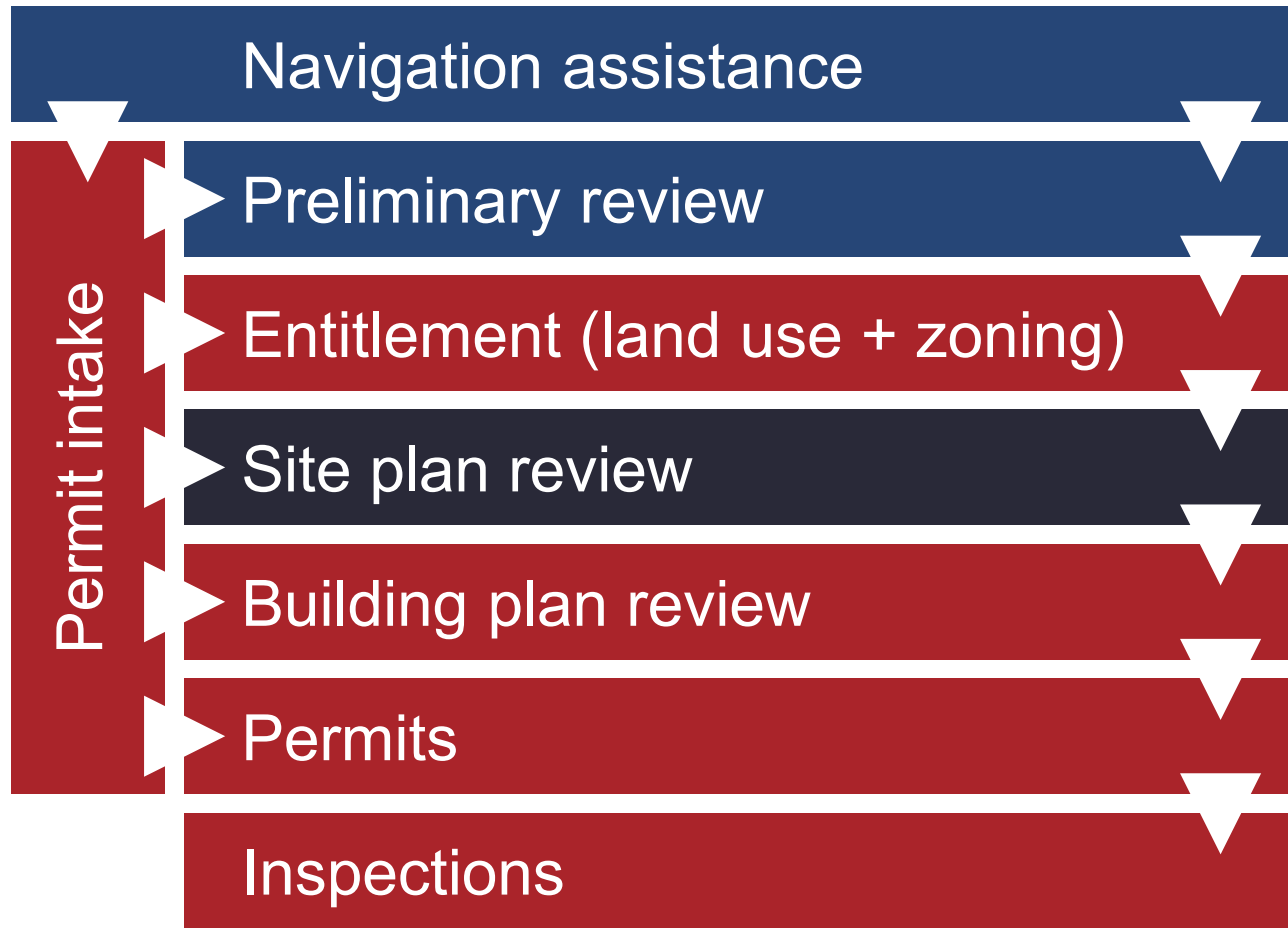 Navigation assistance
Permit intake
Preliminary review
Entitlement (land use + zoning)
Site plan review
Building plan review
Permits
Inspections